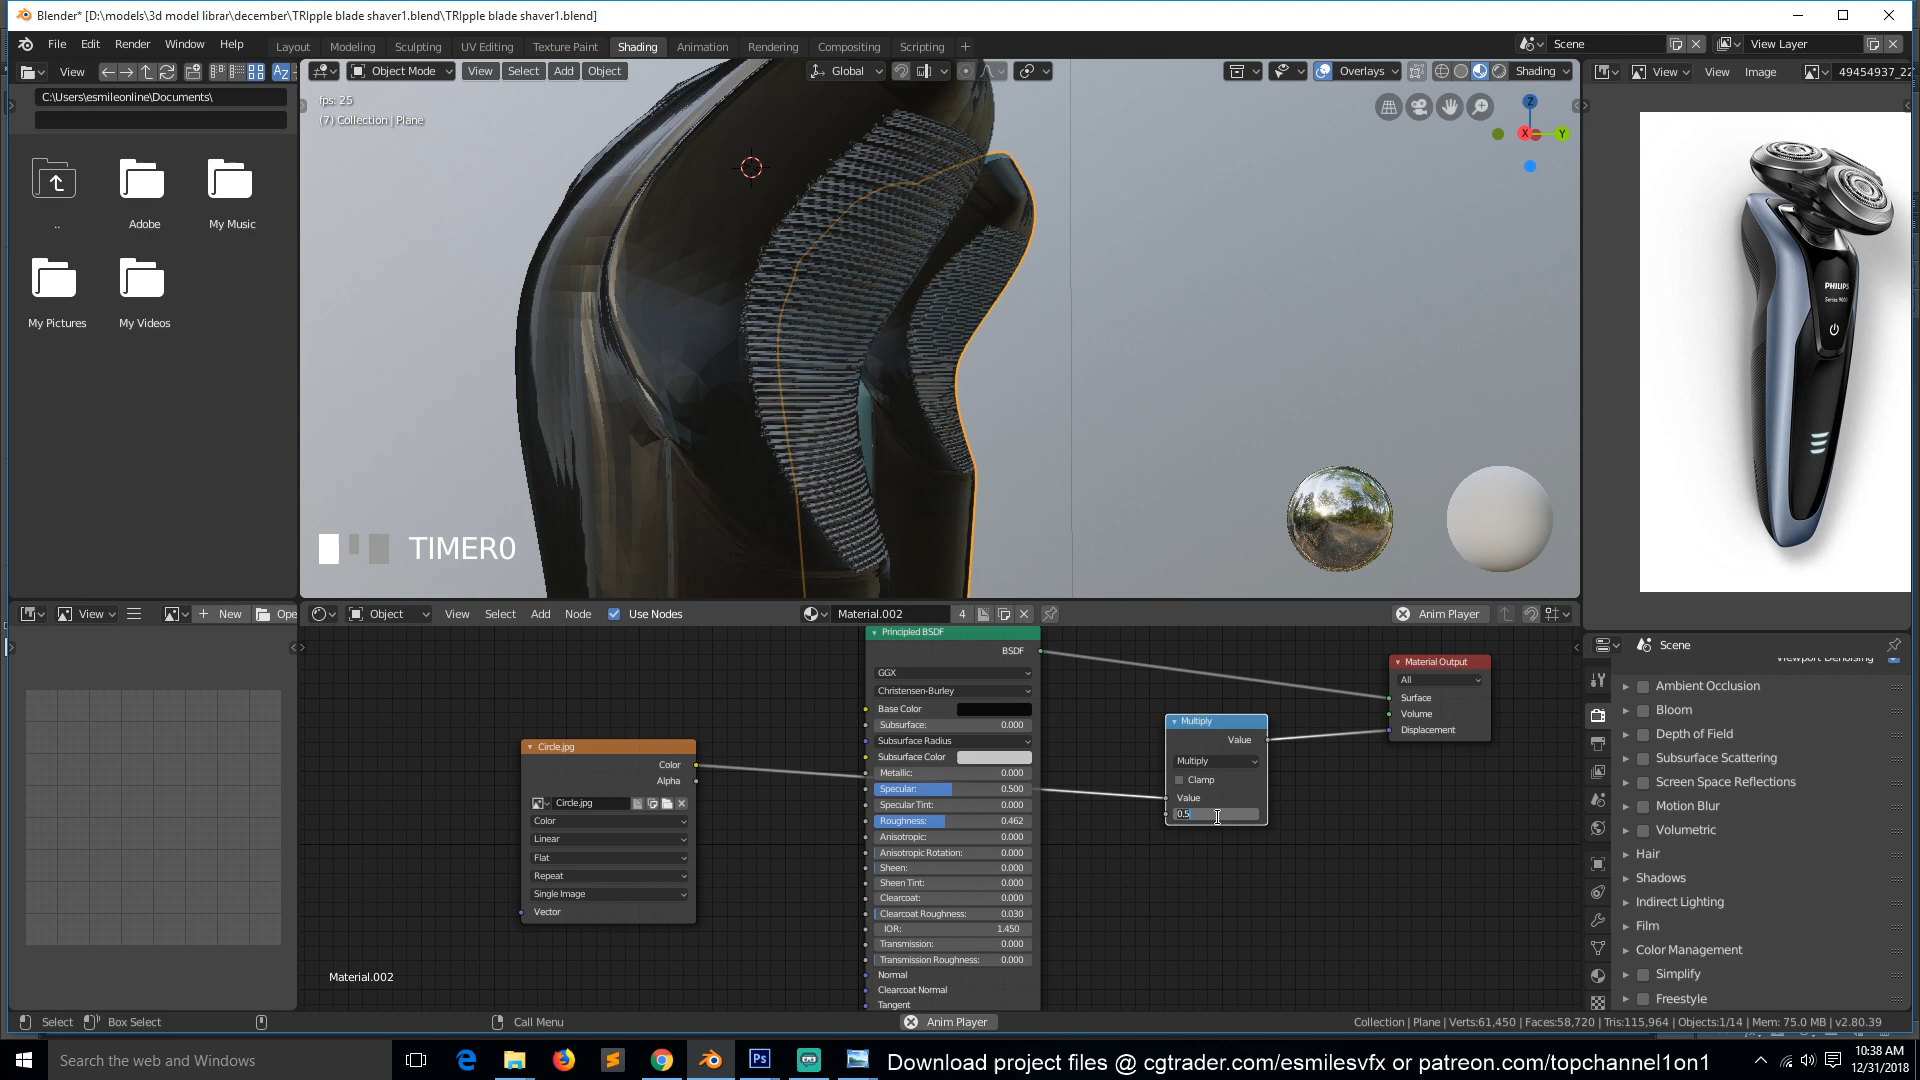 Blender* [D:\models\3d model librar\december\TRIpple blade shaver1.blend\TRIpple blade shaver1.blend]
File Edit Render Window Help
Layout Modeling Sculpting UV Editing Texture Paint Shading Animation Rendering Compositing Scripting +
Scene
View Layer
View
Object Mode
View Select Add Object
Global
Overlays
Shading
View View Image
49454937_22
C:\Users\esmileonline\Documents\
..
Adobe
My Music
My Pictures
My Videos
fps: 25
(7) Collection | Plane
TIMER0
Z
X
Y
PHILIPS
Series 9000
View
New
Ope
Object
View Select Add Node
Use Nodes
Material.002
4
Anim Player
Circle.jpg
Color
Alpha
Circle.jpg
Color
Linear
Flat
Repeat
Single Image
Vector
Principled BSDF
BSDF
GGX
Christensen-Burley
Base Color
Subsurface: 0.000
Subsurface Radius
Subsurface Color
Metallic: 0.000
Specular: 0.500
Specular Tint: 0.000
Roughness: 0.462
Anisotropic: 0.000
Anisotropic Rotation: 0.000
Sheen: 0.000
Sheen Tint: 0.000
Clearcoat: 0.000
Clearcoat Roughness: 0.030
IOR: 1.450
Transmission: 0.000
Transmission Roughness: 0.000
Normal
Clearcoat Normal
Tangent
Multiply
Value
Multiply
Clamp
Value
0.5
Material Output
All
Surface
Volume
Displacement
Material.002
Scene
Viewport Denoising
Ambient Occlusion
Bloom
Depth of Field
Subsurface Scattering
Screen Space Reflections
Motion Blur
Volumetric
Hair
Shadows
Indirect Lighting
Film
Color Management
Simplify
Freestyle
Select
Box Select
Call Menu
Anim Player
Collection | Plane | Verts:61,450 | Faces:58,720 | Tris:115,964 | Objects:1/14 | Mem: 75.0 MB | v2.80.39
Search the web and Windows
Download project files @ cgtrader.com/esmilesvfx or patreon.com/topchannel1on1
10:38 AM
12/31/2018